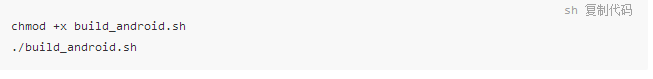 sh 复制代码
chmod +x build_android.sh
./build_android.sh